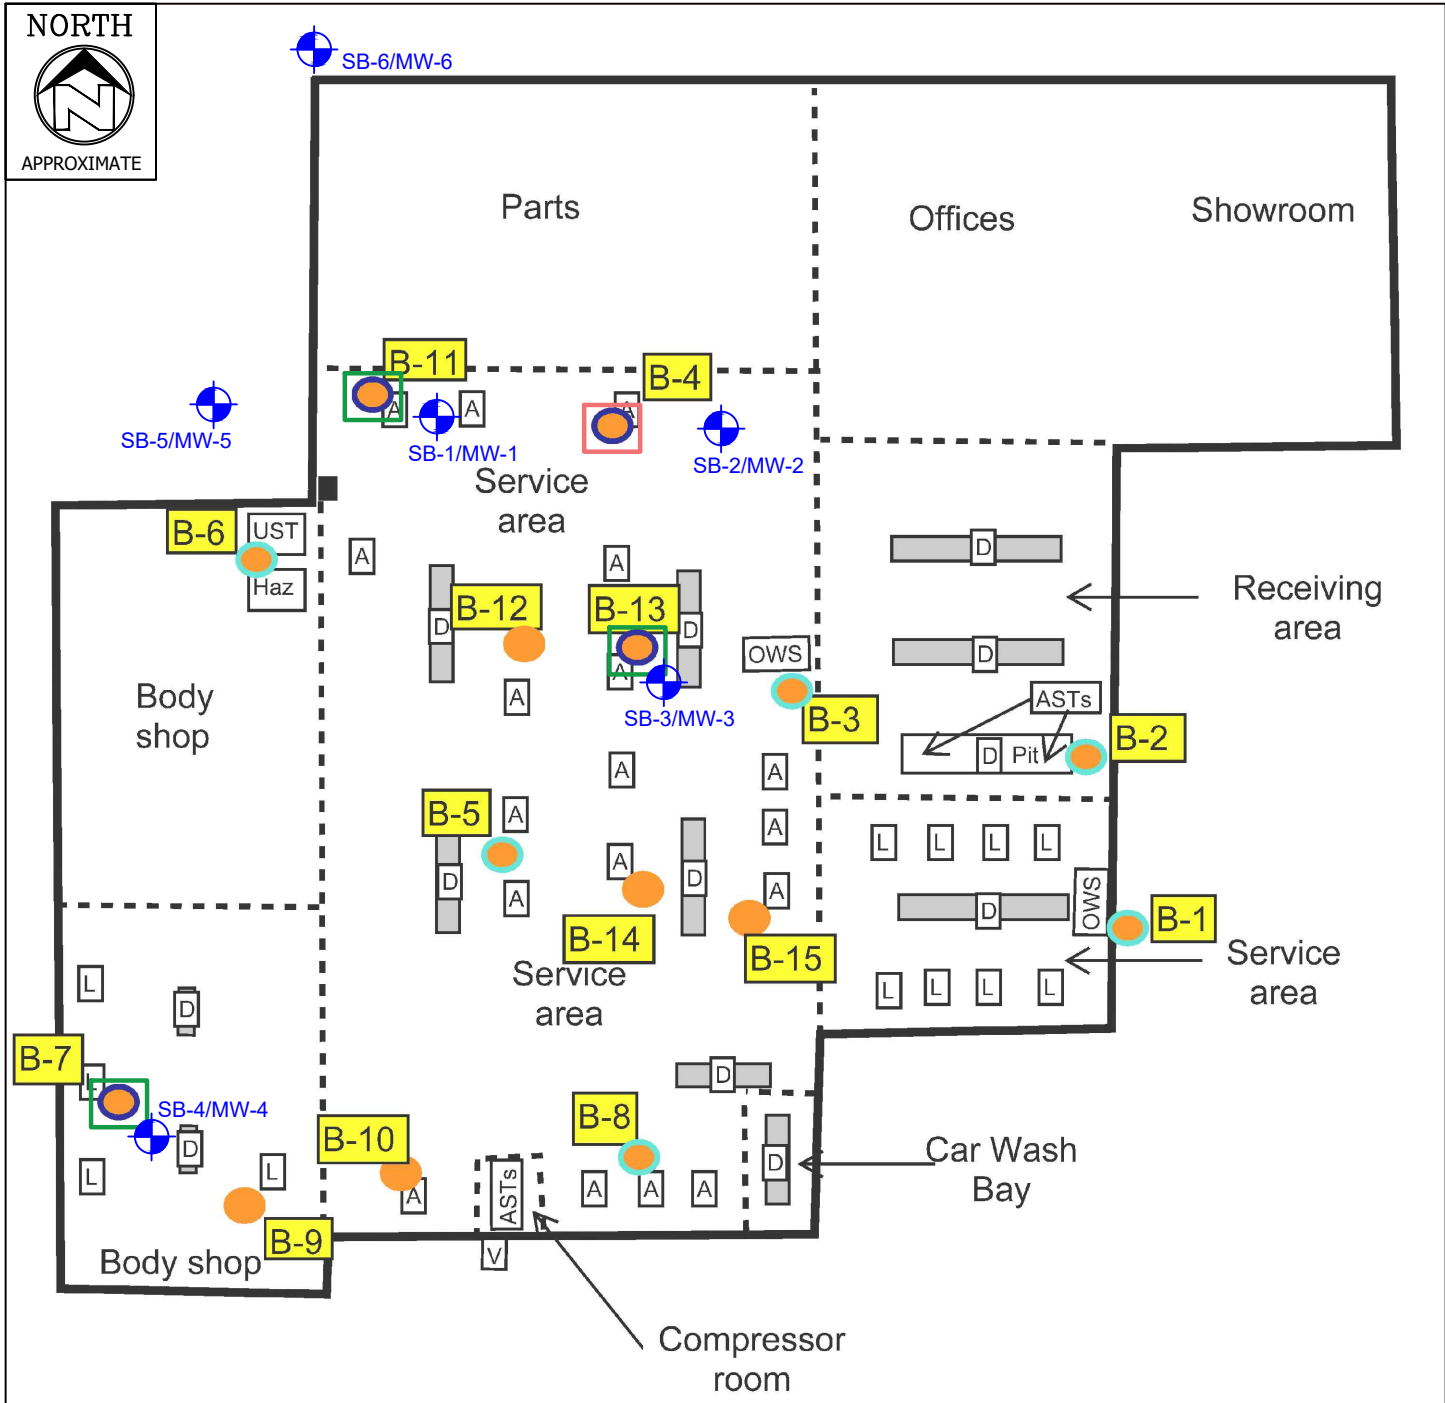 NORTH
N
APPROXIMATE
SB-6/MW-6
Parts
Offices
Showroom
B-11
B-4
A
A
A
SB-5/MW-5
SB-1/MW-1
SB-2/MW-2
Service
area
B-6
UST
Haz
A
A
D
Receiving
area
B-12
B-13
D
D
A
OWS
D
Body
shop
A
SB-3/MW-3
B-3
ASTs
B-2
D
Pit
A
A
B-5
A
A
L
L
L
L
D
A
A
D
A
D
OWS
B-1
B-14
B-15
Service
area
Service
area
L
D
L
L
L
L
B-7
L
SB-4/MW-4
D
B-8
B-10
D
D
Car Wash
Bay
L
L
A
ASTs
A
A
A
B-9
Body shop
V
Compressor
room